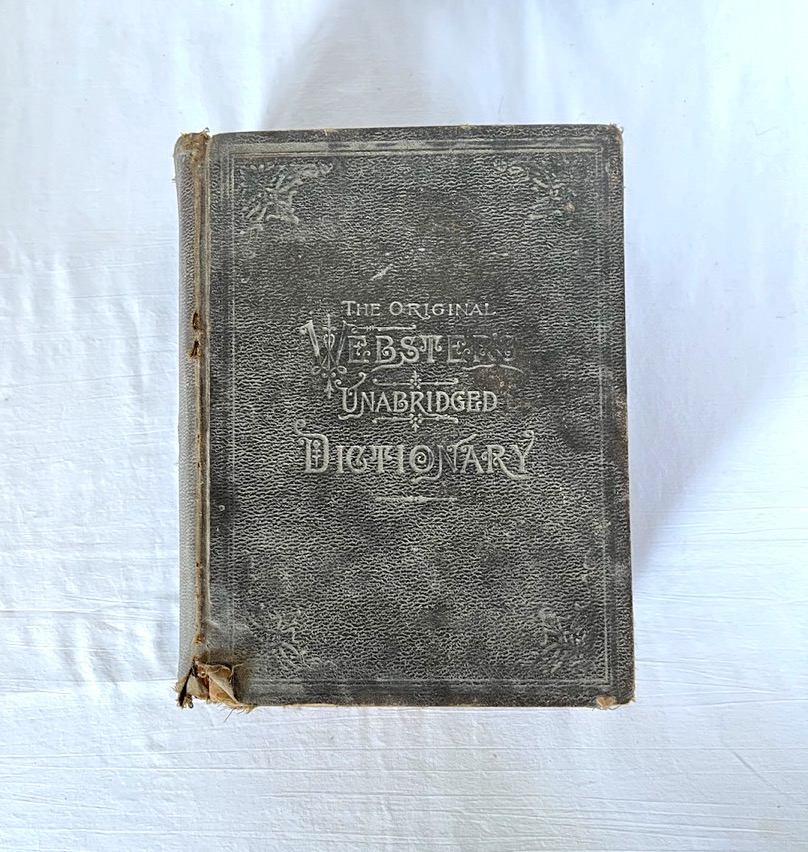 The Original
Webster's
Unabridged
Dictionary